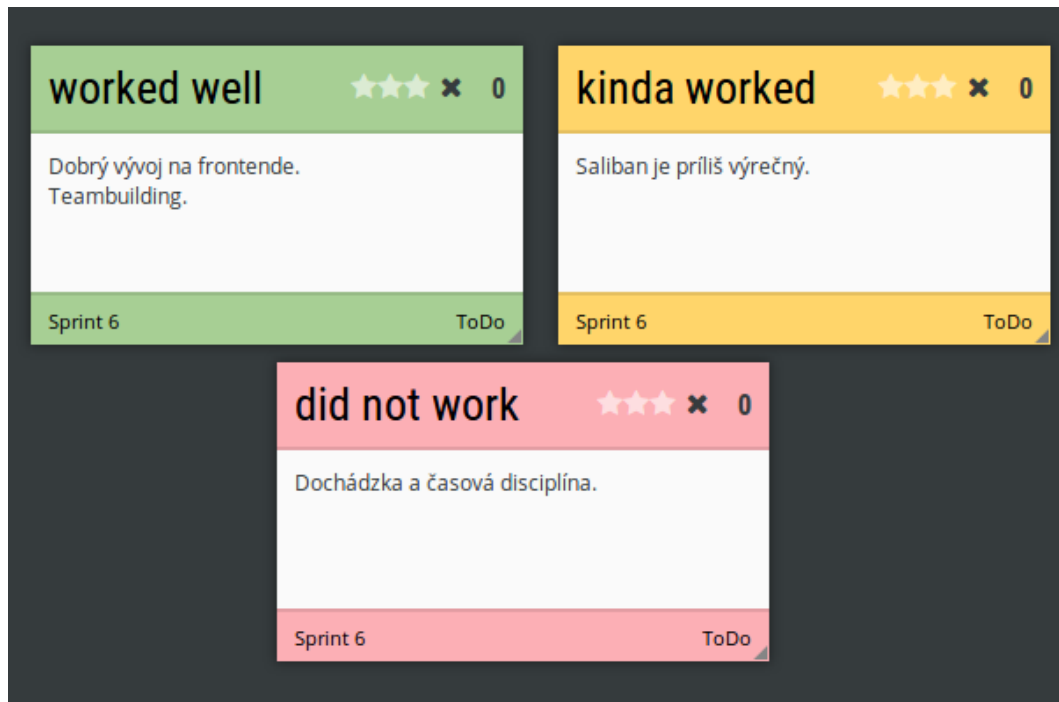 worked well 0
Dobrý vývoj na frontende.
Teambuilding.
Sprint 6 ToDo
kinda worked 0
Saliban je príliš výrečný.
Sprint 6 ToDo
did not work 0
Dochádzka a časová disciplína.
Sprint 6 ToDo